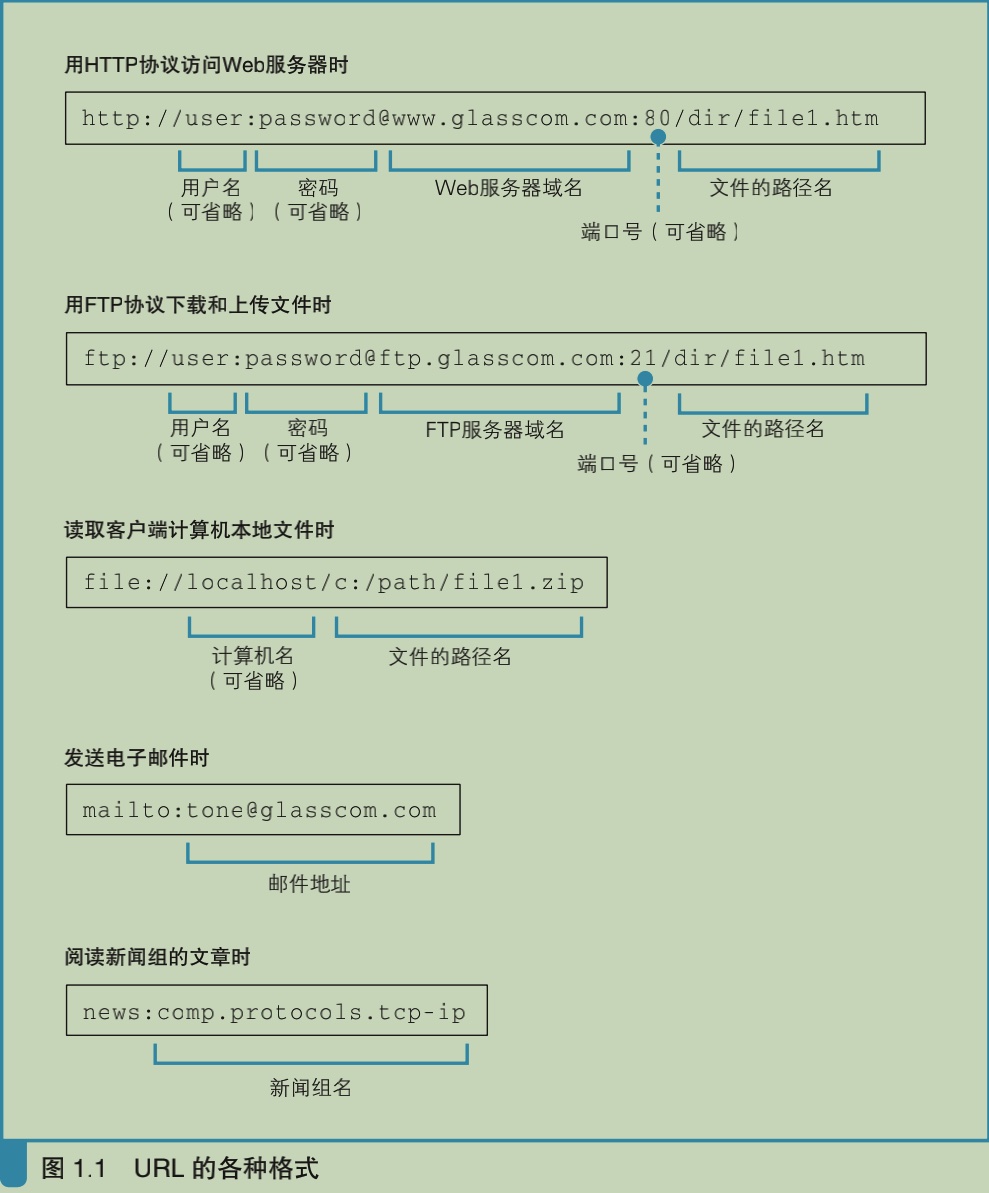 用HTTP协议访问Web服务器时
http://user:password@www.glasscom.com:80/dir/file1.htm
用户名 密码 Web服务器域名 文件的路径名
（可省略）（可省略）
端口号（可省略）
用FTP协议下载和上传文件时
ftp://user:password@ftp.glasscom.com:21/dir/file1.htm
用户名 密码 FTP服务器域名 文件的路径名
（可省略）（可省略）
端口号（可省略）
读取客户端计算机本地文件时
file://localhost/c:/path/file1.zip
计算机名 文件的路径名
（可省略）
发送电子邮件时
mailto:tone@glasscom.com
邮件地址
阅读新闻组的文章时
news:comp.protocols.tcp-ip
新闻组名
图 1.1 URL 的各种格式